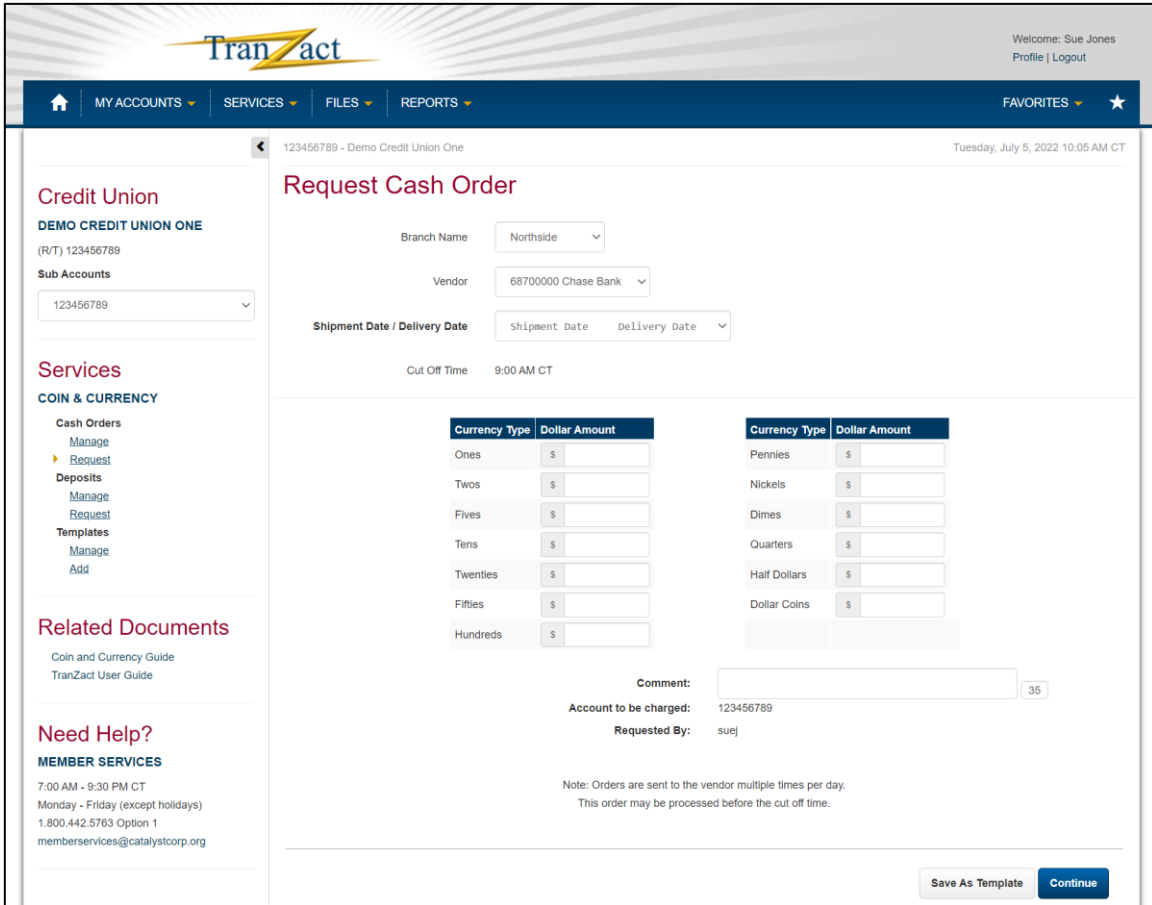 TranZact
Welcome: Sue Jones
Profile | Logout
MY ACCOUNTS SERVICES FILES REPORTS FAVORITES
123456789 - Demo Credit Union One Tuesday, July 5, 2022 10:05 AM CT
Credit Union
DEMO CREDIT UNION ONE
(R/T) 123456789
Sub Accounts
123456789
Services
COIN & CURRENCY
Cash Orders
Manage
Request
Deposits
Manage
Request
Templates
Manage
Add
Related Documents
Coin and Currency Guide
TranZact User Guide
Need Help?
MEMBER SERVICES
7:00 AM - 9:30 PM CT
Monday - Friday (except holidays)
1.800.442.5763 Option 1
memberservices@catalystcorp.org
Request Cash Order
Branch Name Northside
Vendor 68700000 Chase Bank
Shipment Date / Delivery Date Shipment Date Delivery Date
Cut Off Time 9:00 AM CT
Currency Type Dollar Amount
Ones $
Twos $
Fives $
Tens $
Twenties $
Fifties $
Hundreds $
Currency Type Dollar Amount
Pennies $
Nickels $
Dimes $
Quarters $
Half Dollars $
Dollar Coins $
Comment: 35
Account to be charged: 123456789
Requested By: suej
Note: Orders are sent to the vendor multiple times per day.
This order may be processed before the cut off time.
Save As Template Continue